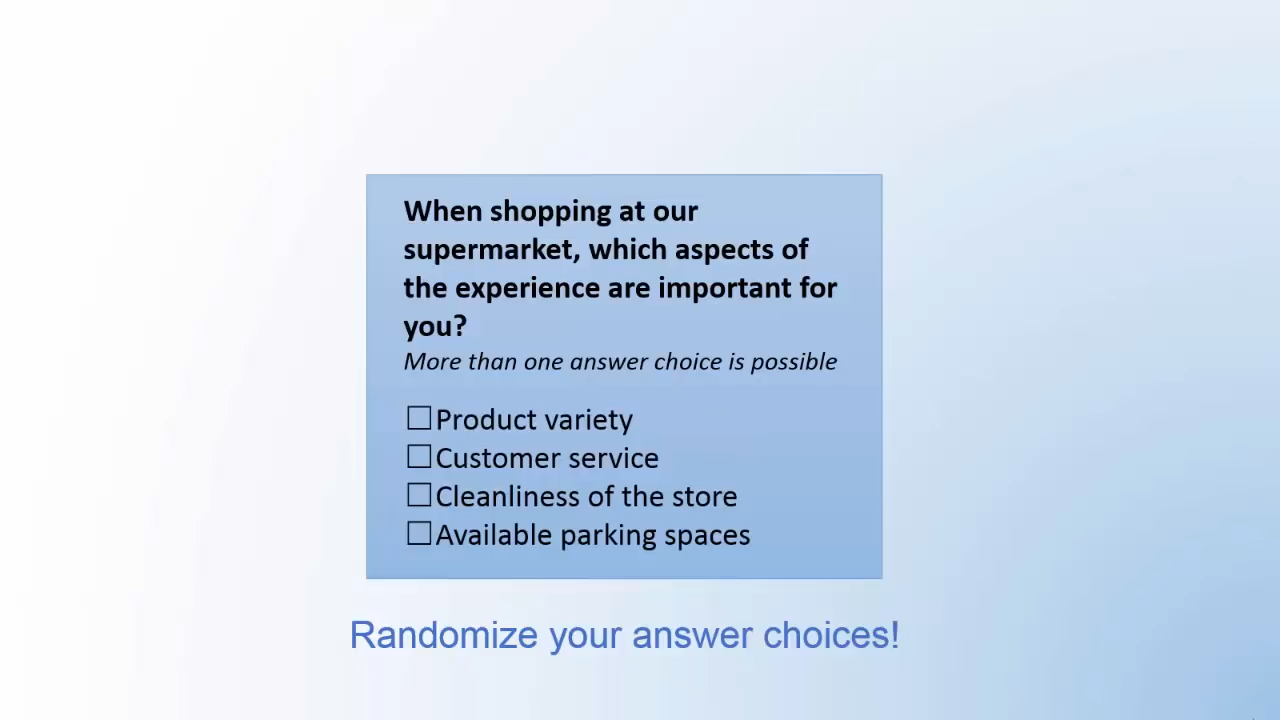 When shopping at our
supermarket, which aspects of
the experience are important for
you?
More than one answer choice is possible
☐Product variety
☐Customer service
☐Cleanliness of the store
☐Available parking spaces
Randomize your answer choices!